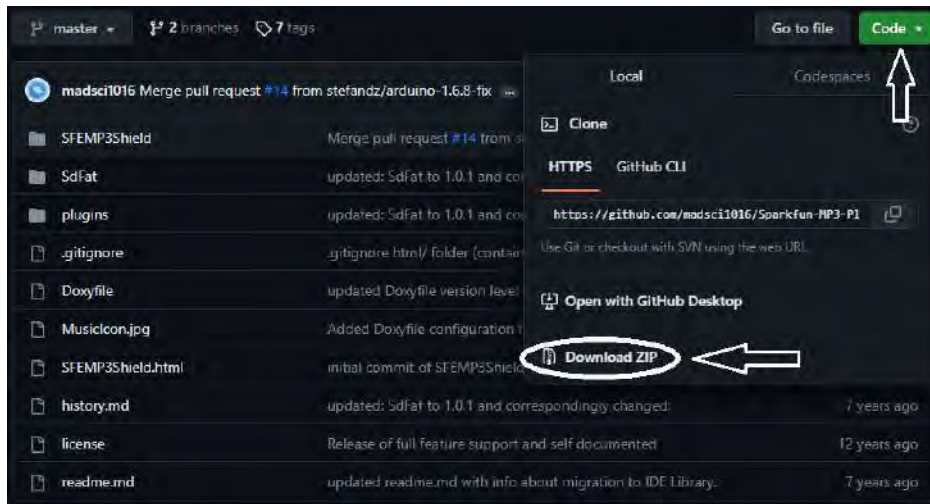 master 2 branches 7 tags Go to file Code
madsci1016 Merge pull request #14 from stefandz/arduino-1.6.8-fix ...
SFEMP3Shield Merge pull request #14 from
SdFat updated: SdFat to 1.0.1 and
plugins updated: SdFat to 1.0.1 and
.gitignore .gitignore html/ folder
Doxyfile updated Doxyfile version level
MusicIcon.jpg Added Doxyfile configuration
SFEMP3Shield.html initial commit of
history.md updated: SdFat to 1.0.1 and correspondingly changed: 7 years ago
license Release of full feature support and self documented 12 years ago
readme.md updated readme.md with info about migration to IDE Library. 7 years ago
Local Codespaces
Clone
HTTPS GitHub CLI
https://github.com/madsci1016/Sparkfun-MP3-Pl
Use Git or checkout with SVN using the web URL.
Open with GitHub Desktop
Download ZIP